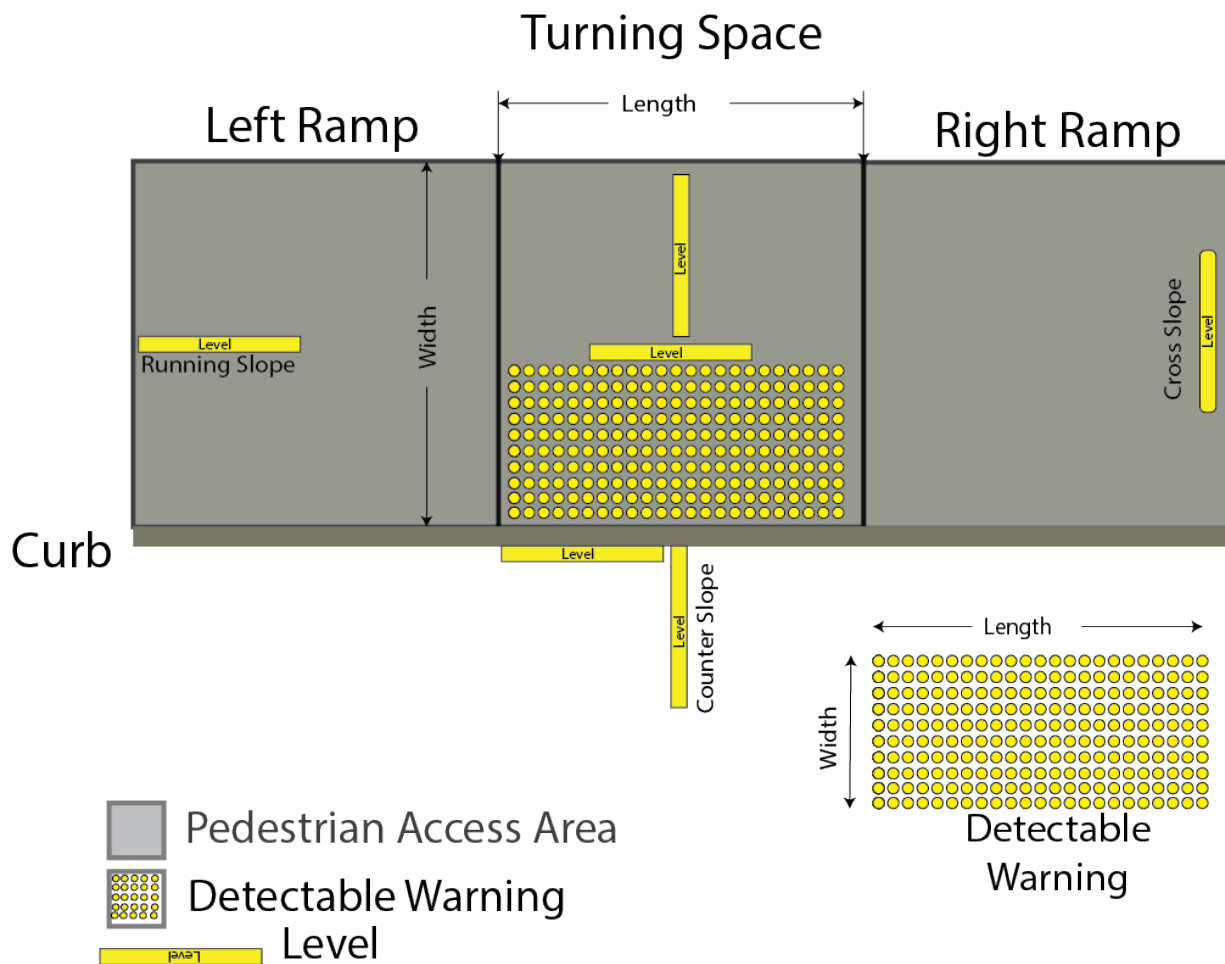 Turning Space
Length
Left Ramp
Right Ramp
Width
Level
Level
Running Slope
Level
Cross Slope
Level
Curb
Level
Level
Counter Slope
Length
Width
Detectable
Warning
Pedestrian Access Area
Detectable Warning
Level
Level